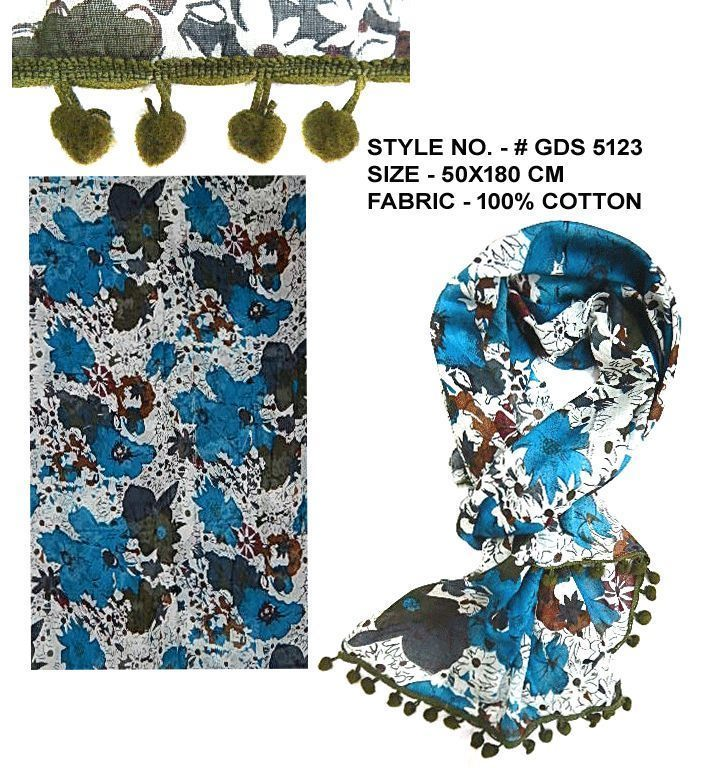 STYLE NO. - # GDS 5123
SIZE - 50X180 CM
FABRIC - 100% COTTON